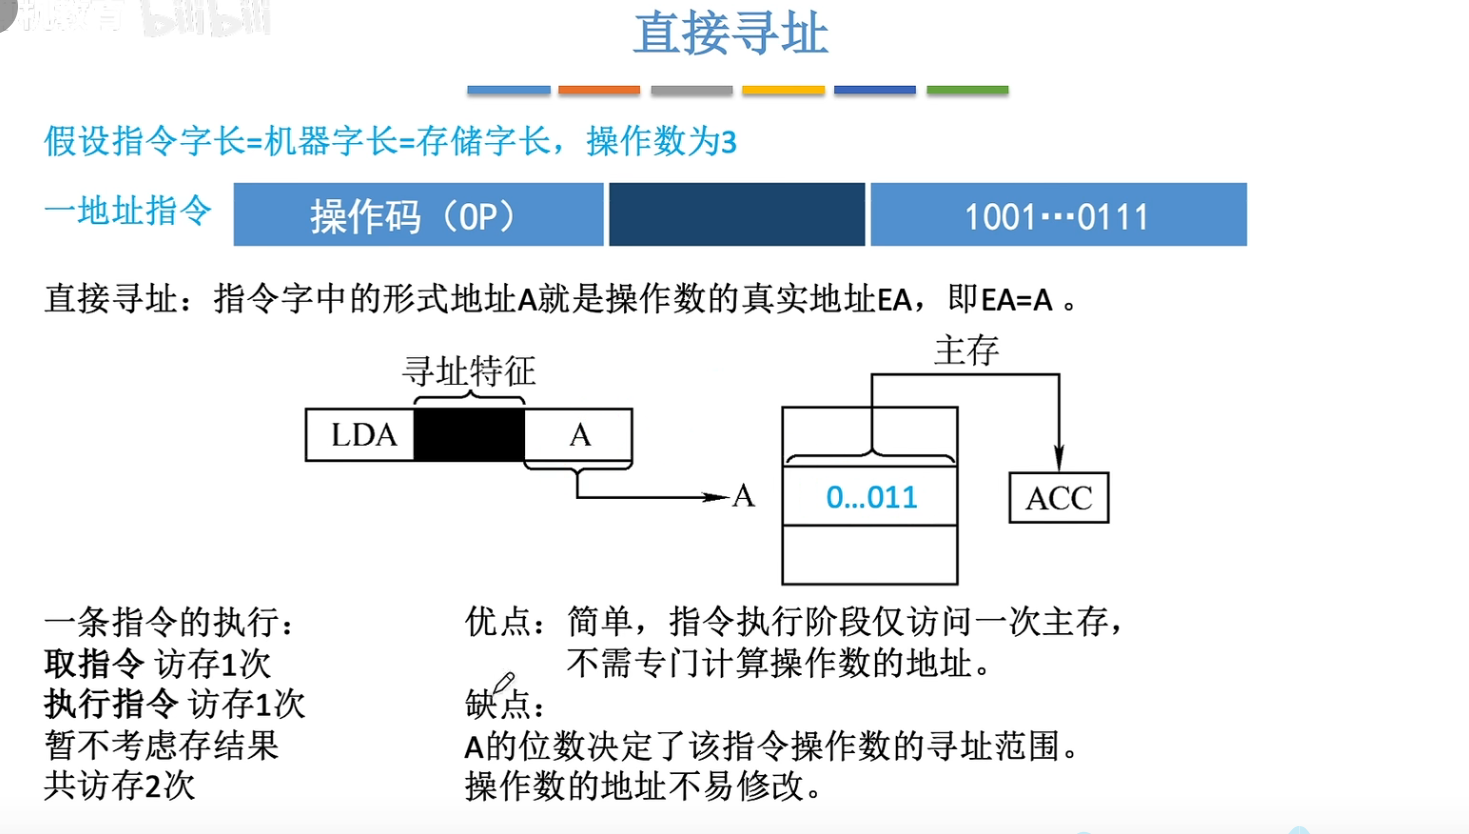 bilibili
直接寻址
假设指令字长=机器字长=存储字长，操作数为3
一地址指令
操作码（OP）
1001…0111
直接寻址：指令字中的形式地址A就是操作数的真实地址EA，即EA=A 。
寻址特征
主存
LDA
A
A
0...011
ACC
一条指令的执行：
取指令 访存1次
执行指令 访存1次
暂不考虑存结果
共访存2次
优点：简单，指令执行阶段仅访问一次主存，
不需专门计算操作数的地址。
缺点：
A的位数决定了该指令操作数的寻址范围。
操作数的地址不易修改。